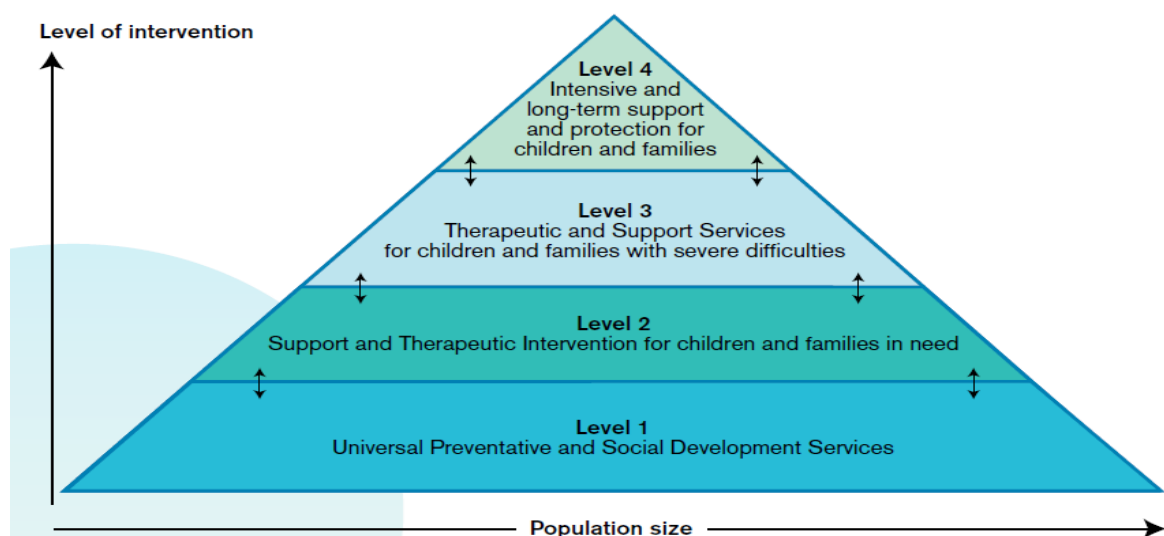 Level of intervention
Level 4
Intensive and
long-term support
and protection for
children and families
Level 3
Therapeutic and Support Services
for children and families with severe difficulties
Level 2
Support and Therapeutic Intervention for children and families in need
Level 1
Universal Preventative and Social Development Services
Population size